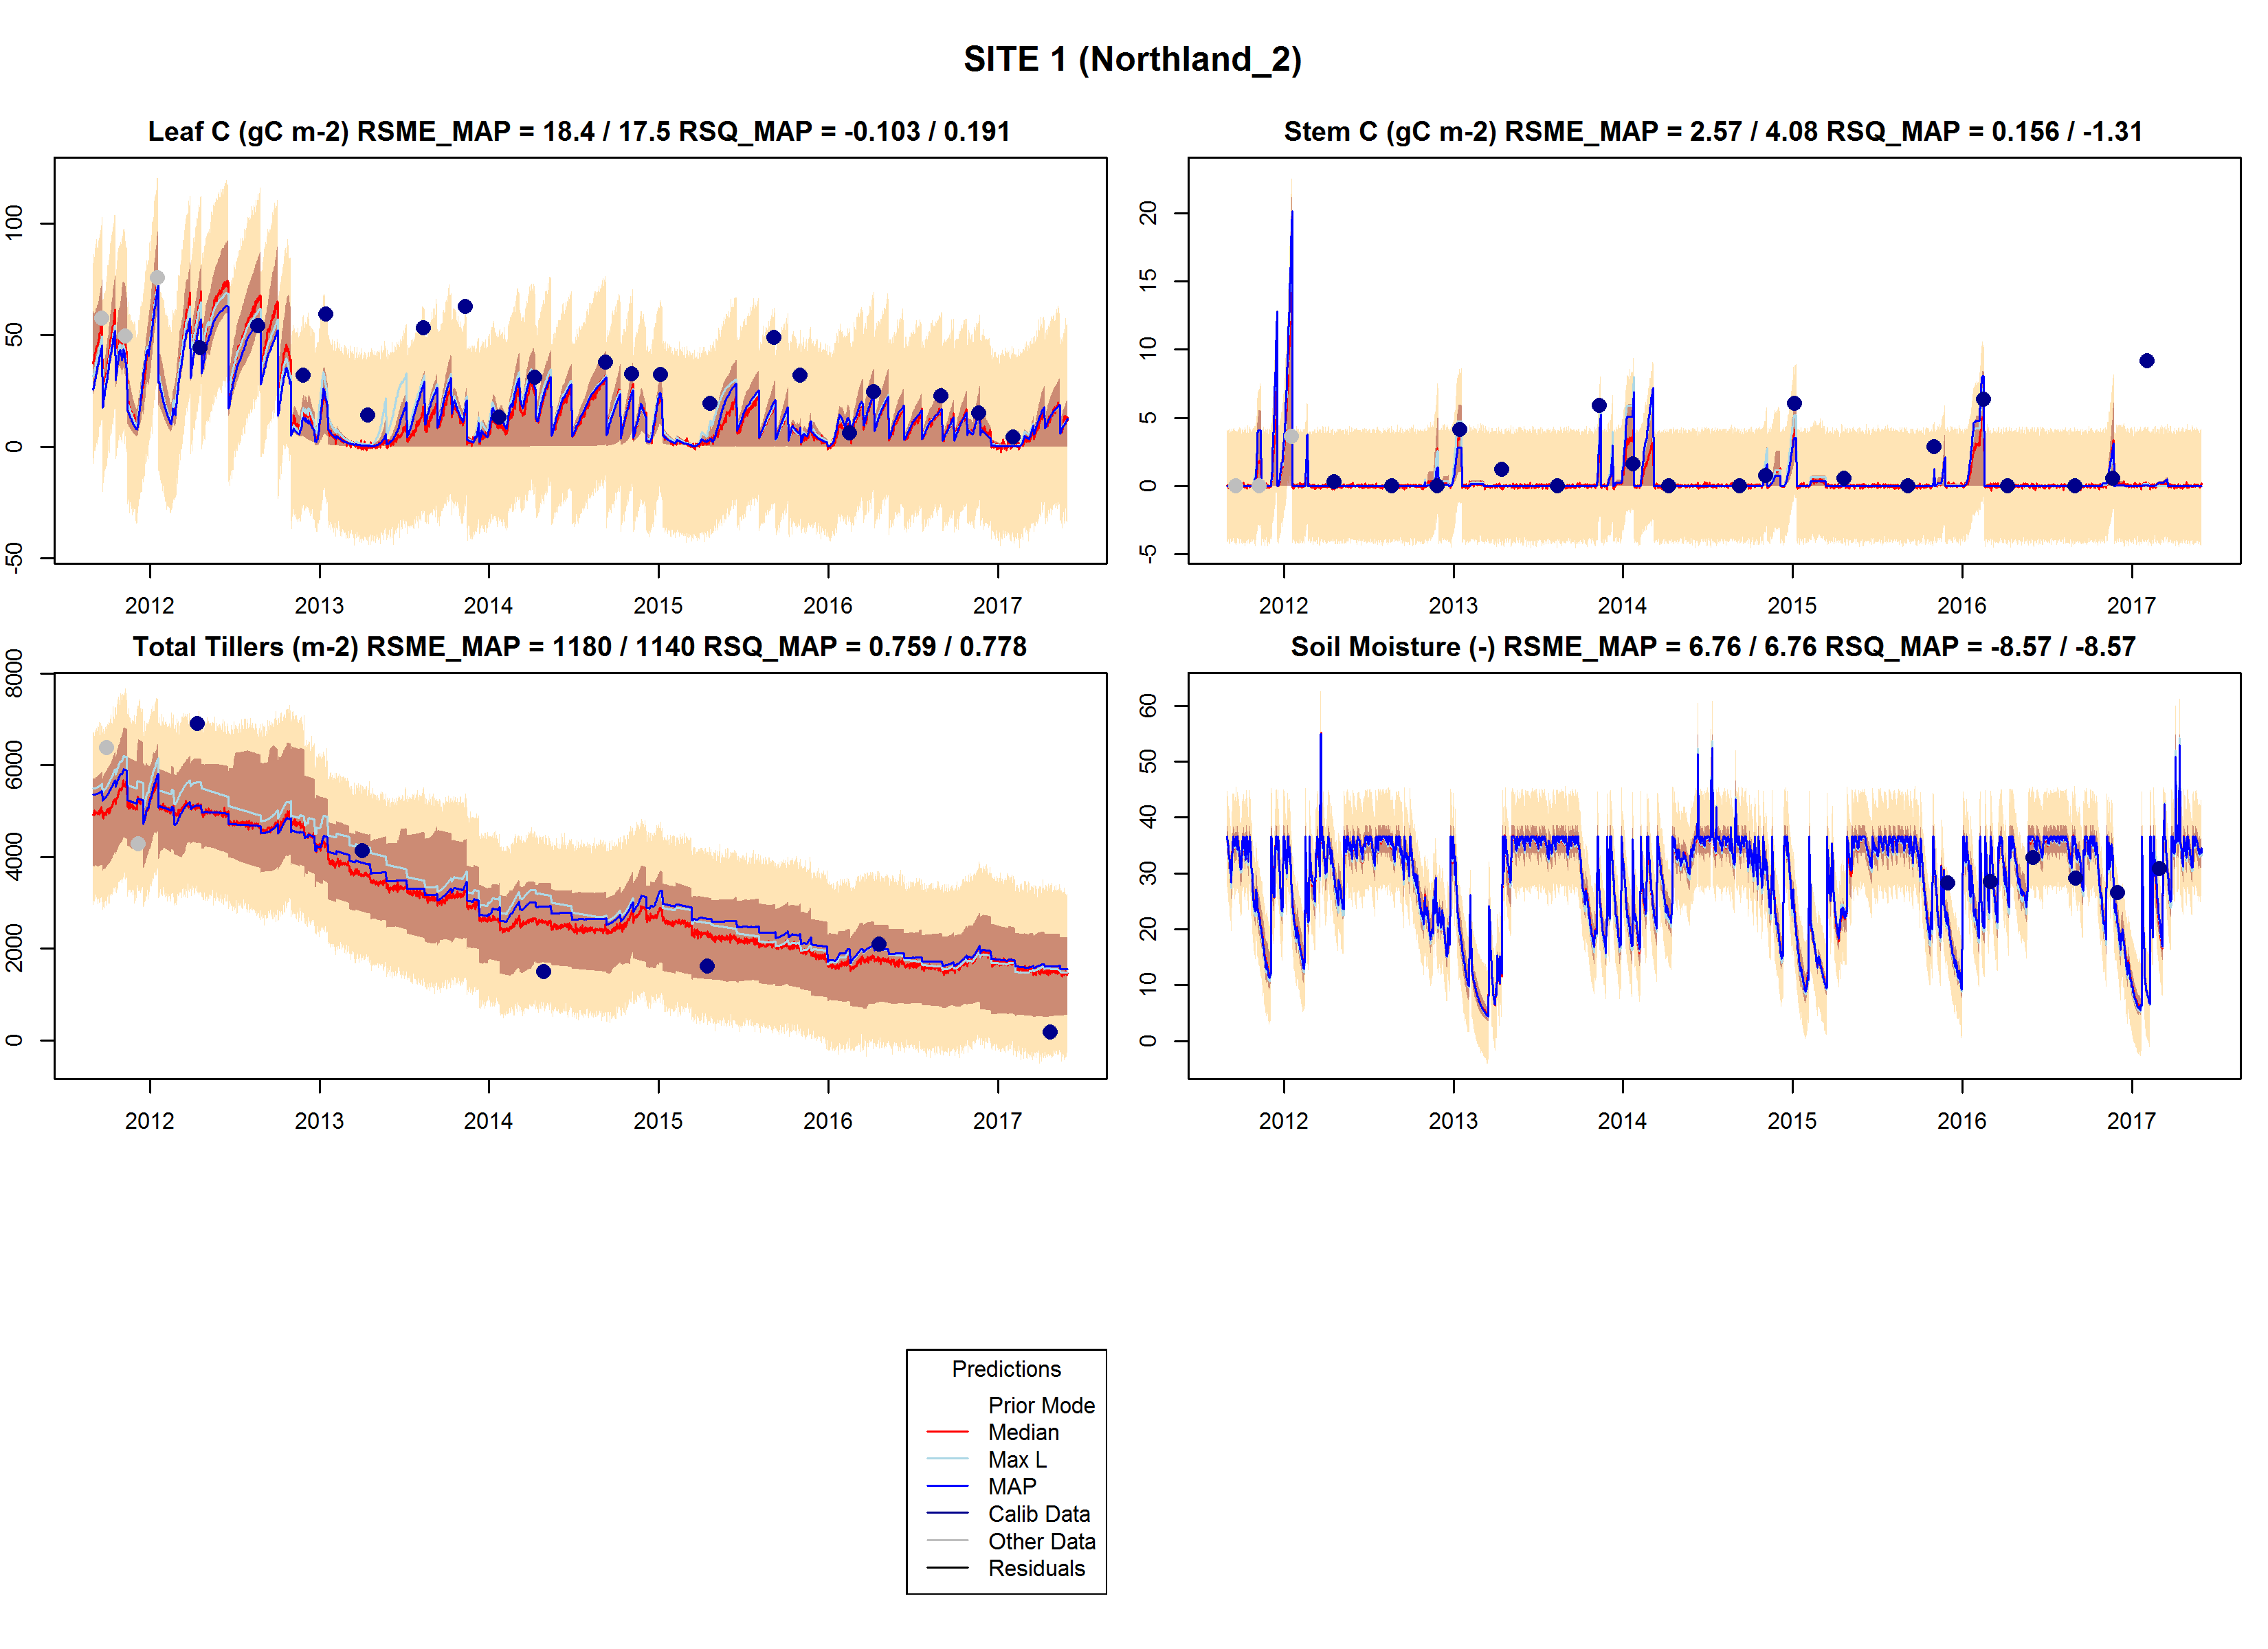 SITE 1 (Northland_2)
Leaf C (gC m-2) RSME_MAP = 18.4 / 17.5 RSQ_MAP = -0.103 / 0.191
100
50
0
-50
2012 2013 2014 2015 2016 2017
Stem C (gC m-2) RSME_MAP = 2.57 / 4.08 RSQ_MAP = 0.156 / -1.31
20
15
10
5
0
-5
2012 2013 2014 2015 2016 2017
Total Tillers (m-2) RSME_MAP = 1180 / 1140 RSQ_MAP = 0.759 / 0.778
8000
6000
4000
2000
0
2012 2013 2014 2015 2016 2017
Soil Moisture (-) RSME_MAP = 6.76 / 6.76 RSQ_MAP = -8.57 / -8.57
60
50
40
30
20
10
0
2012 2013 2014 2015 2016 2017
Predictions
Prior Mode
Median
Max L
MAP
Calib Data
Other Data
Residuals